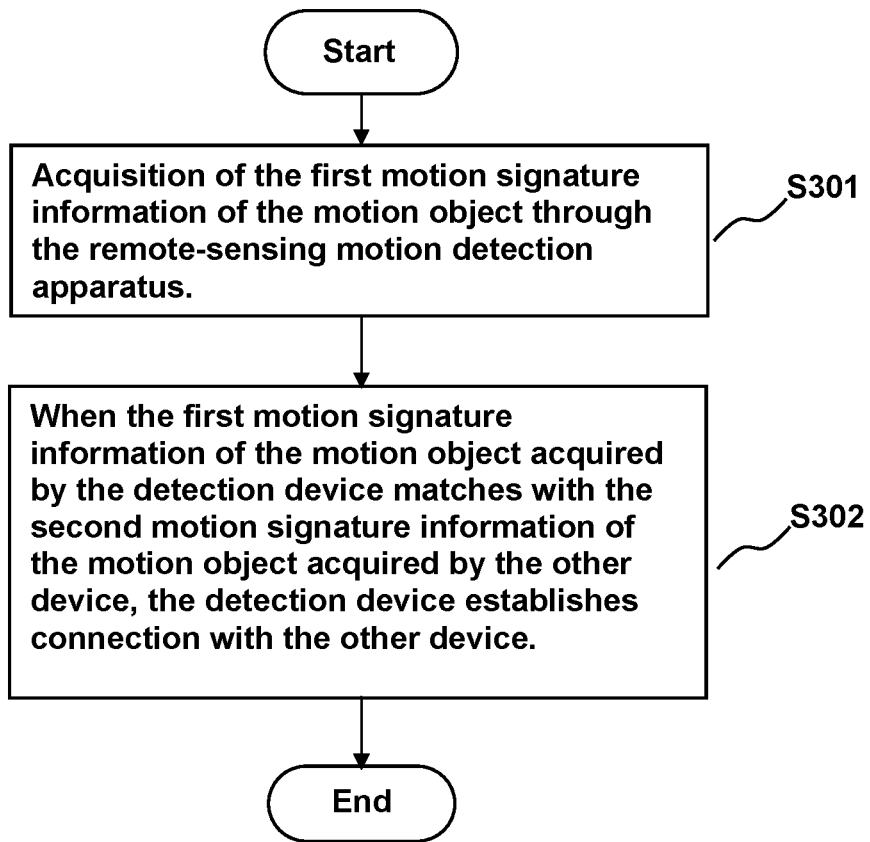 Start
Acquisition of the first motion signature
information of the motion object through
the remote-sensing motion detection
apparatus.
S301
When the first motion signature
information of the motion object acquired
by the detection device matches with the
second motion signature information of
the motion object acquired by the other
device, the detection device establishes
connection with the other device.
S302
End